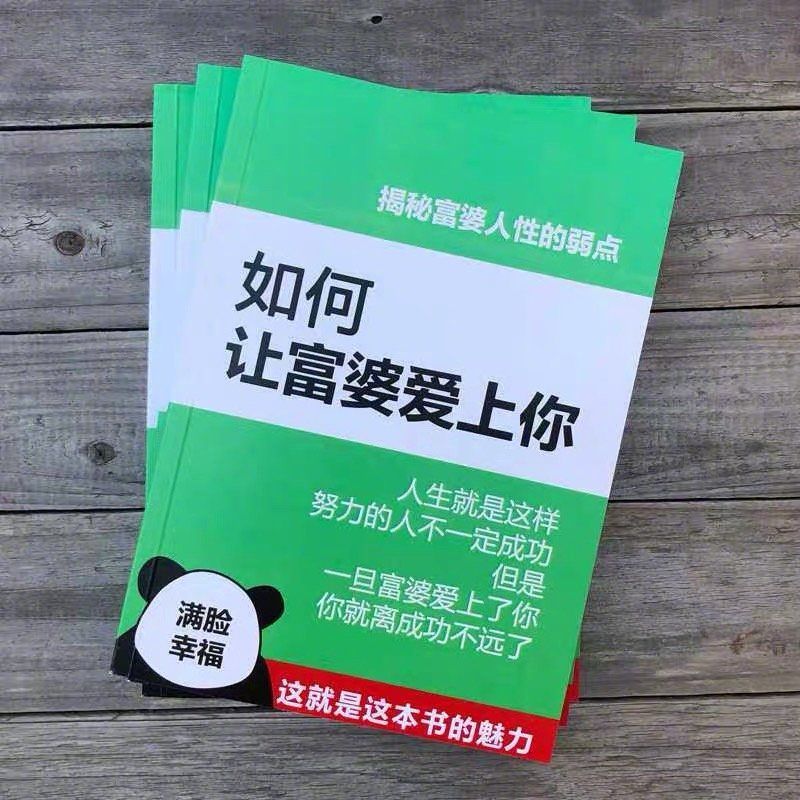 揭秘富婆人性的弱点
如何
让富婆爱上你
人生就是这样
努力的人不一定成功
但是
一旦富婆爱上了你
你就离成功不远了
满脸
幸福
这就是这本书的魅力